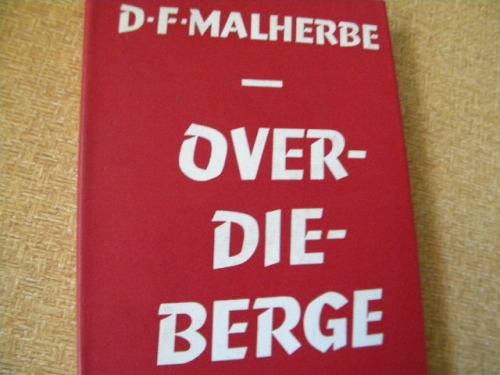 D·F·MALHERBE
—
OVER-
DIE-
BERGE